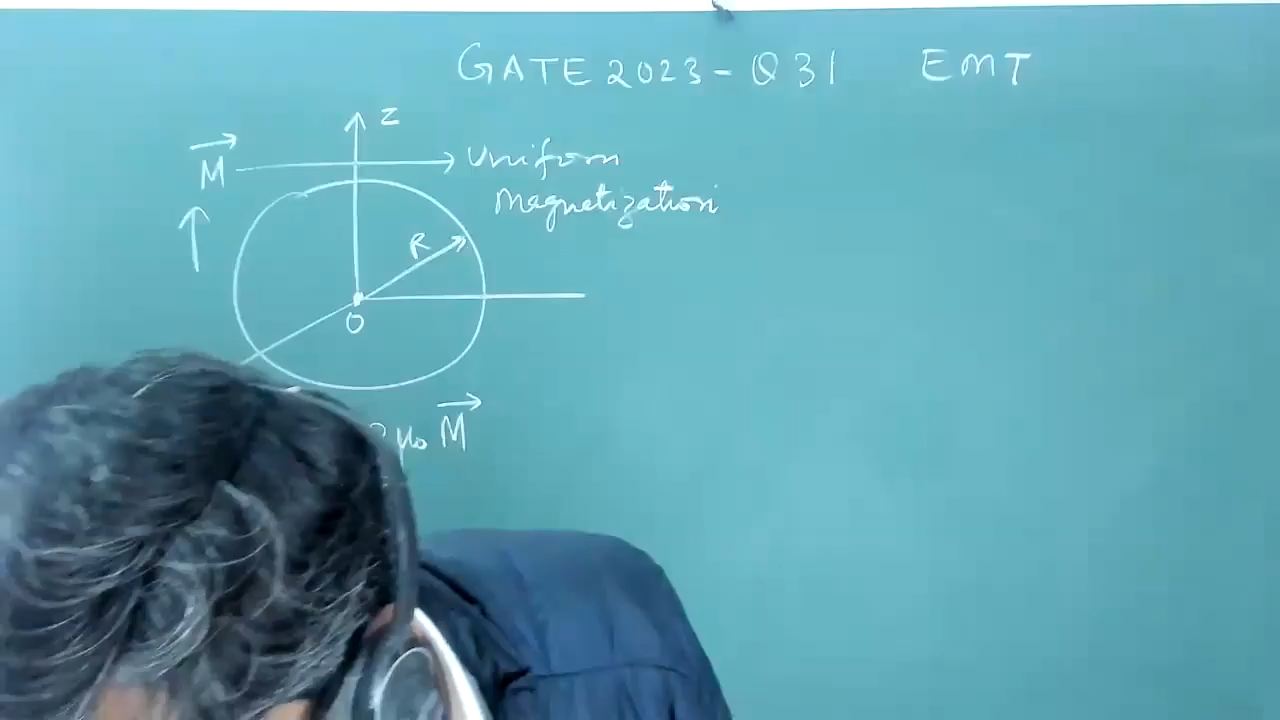 GATE 2023 - Q31 EMT
Z
M Uniform
Magnetization
R
O
μ₀ M